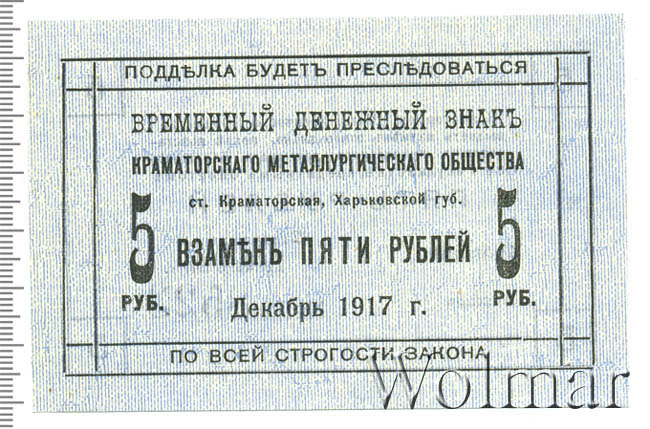 ПОДДѢЛКА БУДЕТЪ ПРЕСЛѢДОВАТЬСЯ
ВРЕМЕННЫЙ ДЕНЕЖНЫЙ ЗНАКЪ
КРАМАТОРСКАГО МЕТАЛЛУРГИЧЕСКАГО ОБЩЕСТВА
ст. Краматорская, Харьковской губ.
5 ВЗАМѢНЪ ПЯТИ РУБЛЕЙ 5
РУБ. Декабрь 1917 г. РУБ.
ПО ВСЕЙ СТРОГОСТИ ЗАКОНА
Wolmar